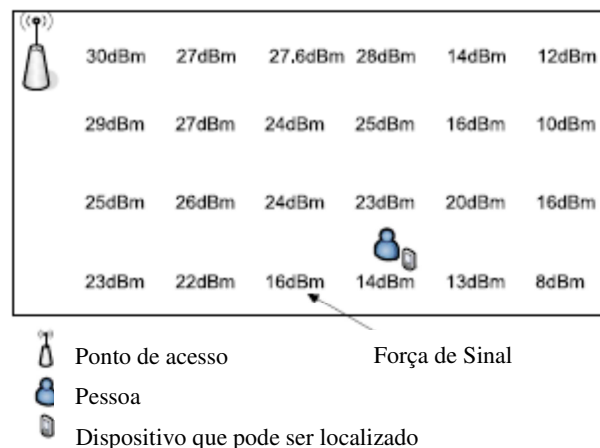 30dBm 27dBm 27.6dBm 28dBm 14dBm 12dBm
29dBm 27dBm 24dBm 25dBm 16dBm 10dBm
25dBm 26dBm 24dBm 23dBm 20dBm 16dBm
23dBm 22dBm 16dBm 14dBm 13dBm 8dBm
Ponto de acesso Força de Sinal
Pessoa
Dispositivo que pode ser localizado